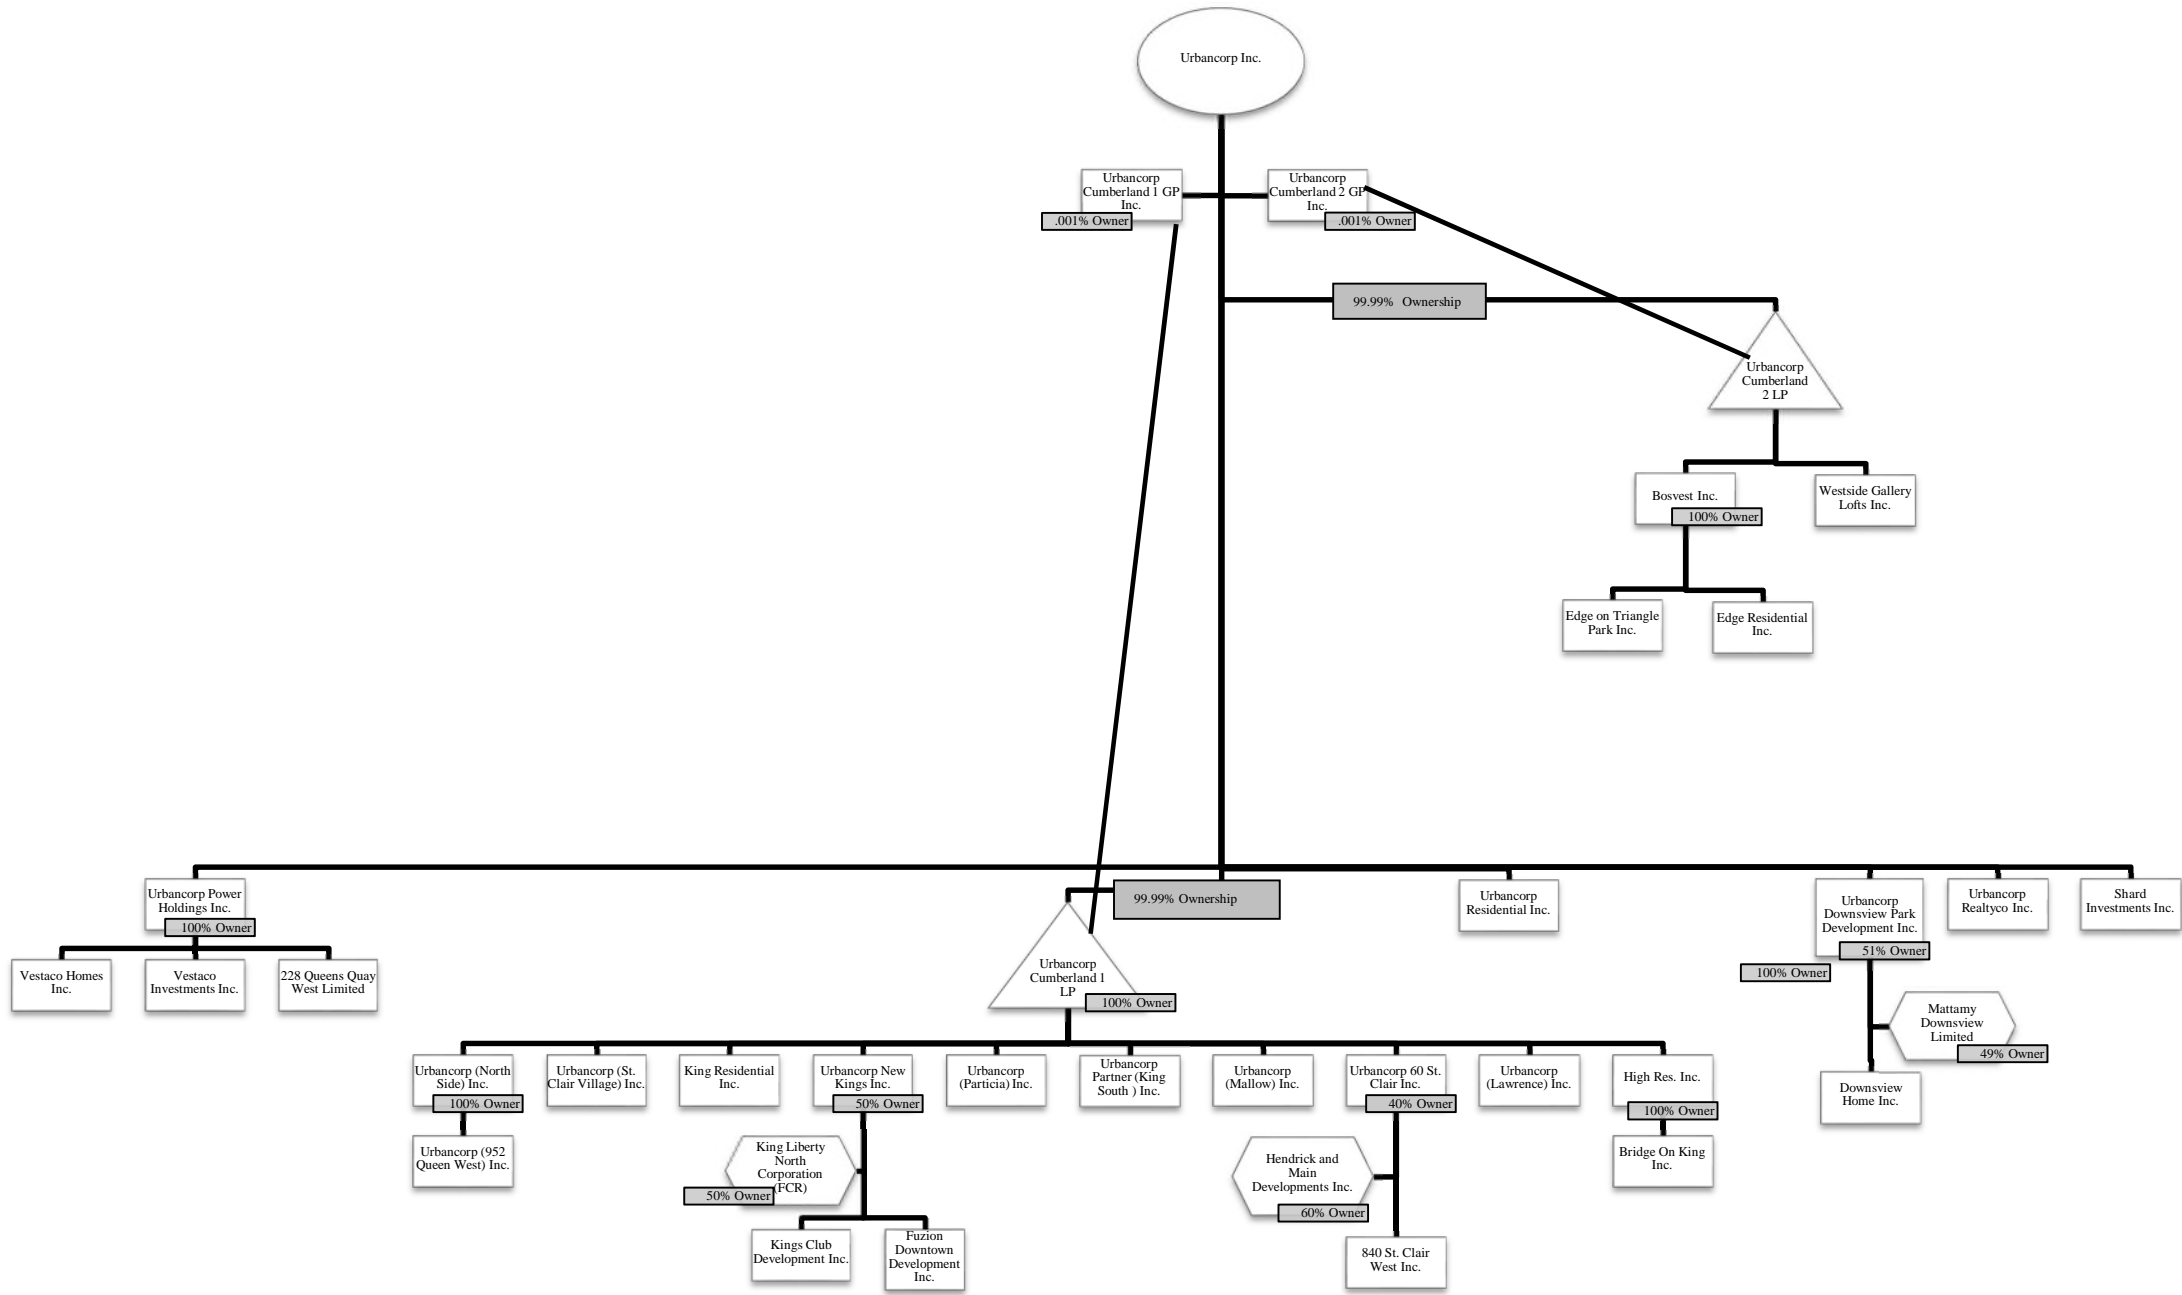 Urbancorp Inc.
Urbancorp
Cumberland 1 GP
Inc.
.001% Owner
Urbancorp
Cumberland 2 GP
Inc.
.001% Owner
99.99% Ownership
Urbancorp
Cumberland
2 LP
Bosvest Inc.
100% Owner
Westside Gallery
Lofts Inc.
Edge on Triangle
Park Inc.
Edge Residential
Inc.
Urbancorp Power
Holdings Inc.
100% Owner
Vestaco Homes
Inc.
Vestaco
Investments Inc.
228 Queens Quay
West Limited
99.99% Ownership
Urbancorp
Cumberland 1
LP
100% Owner
Urbancorp
Residential Inc.
Urbancorp
Downsview Park
Development Inc.
51% Owner
100% Owner
Urbancorp
Realtyco Inc.
Shard
Investments Inc.
Mattamy
Downsview
Limited
49% Owner
Downsview
Home Inc.
Urbancorp (North
Side) Inc.
100% Owner
Urbancorp (952
Queen West) Inc.
Urbancorp (St.
Clair Village) Inc.
King Residential
Inc.
Urbancorp New
Kings Inc.
50% Owner
King Liberty
North
Corporation
(FCR)
50% Owner
Kings Club
Development Inc.
Fuzion
Downtown
Development
Inc.
Urbancorp
(Particia) Inc.
Urbancorp
Partner (King
South ) Inc.
Urbancorp
(Mallow) Inc.
Urbancorp 60 St.
Clair Inc.
40% Owner
Hendrick and
Main
Developments Inc.
60% Owner
840 St. Clair
West Inc.
Urbancorp
(Lawrence) Inc.
High Res. Inc.
100% Owner
Bridge On King
Inc.